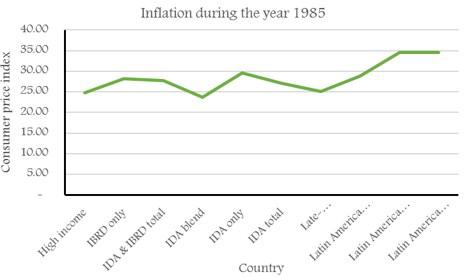 Inflation during the year 1985
Consumer price index
40.00
35.00
30.00
25.00
20.00
15.00
10.00
5.00
-
High income
IBRD only
IDA & IBRD total
IDA blend
IDA only
IDA total
Late-...
Latin America...
Latin America...
Latin America...
Country